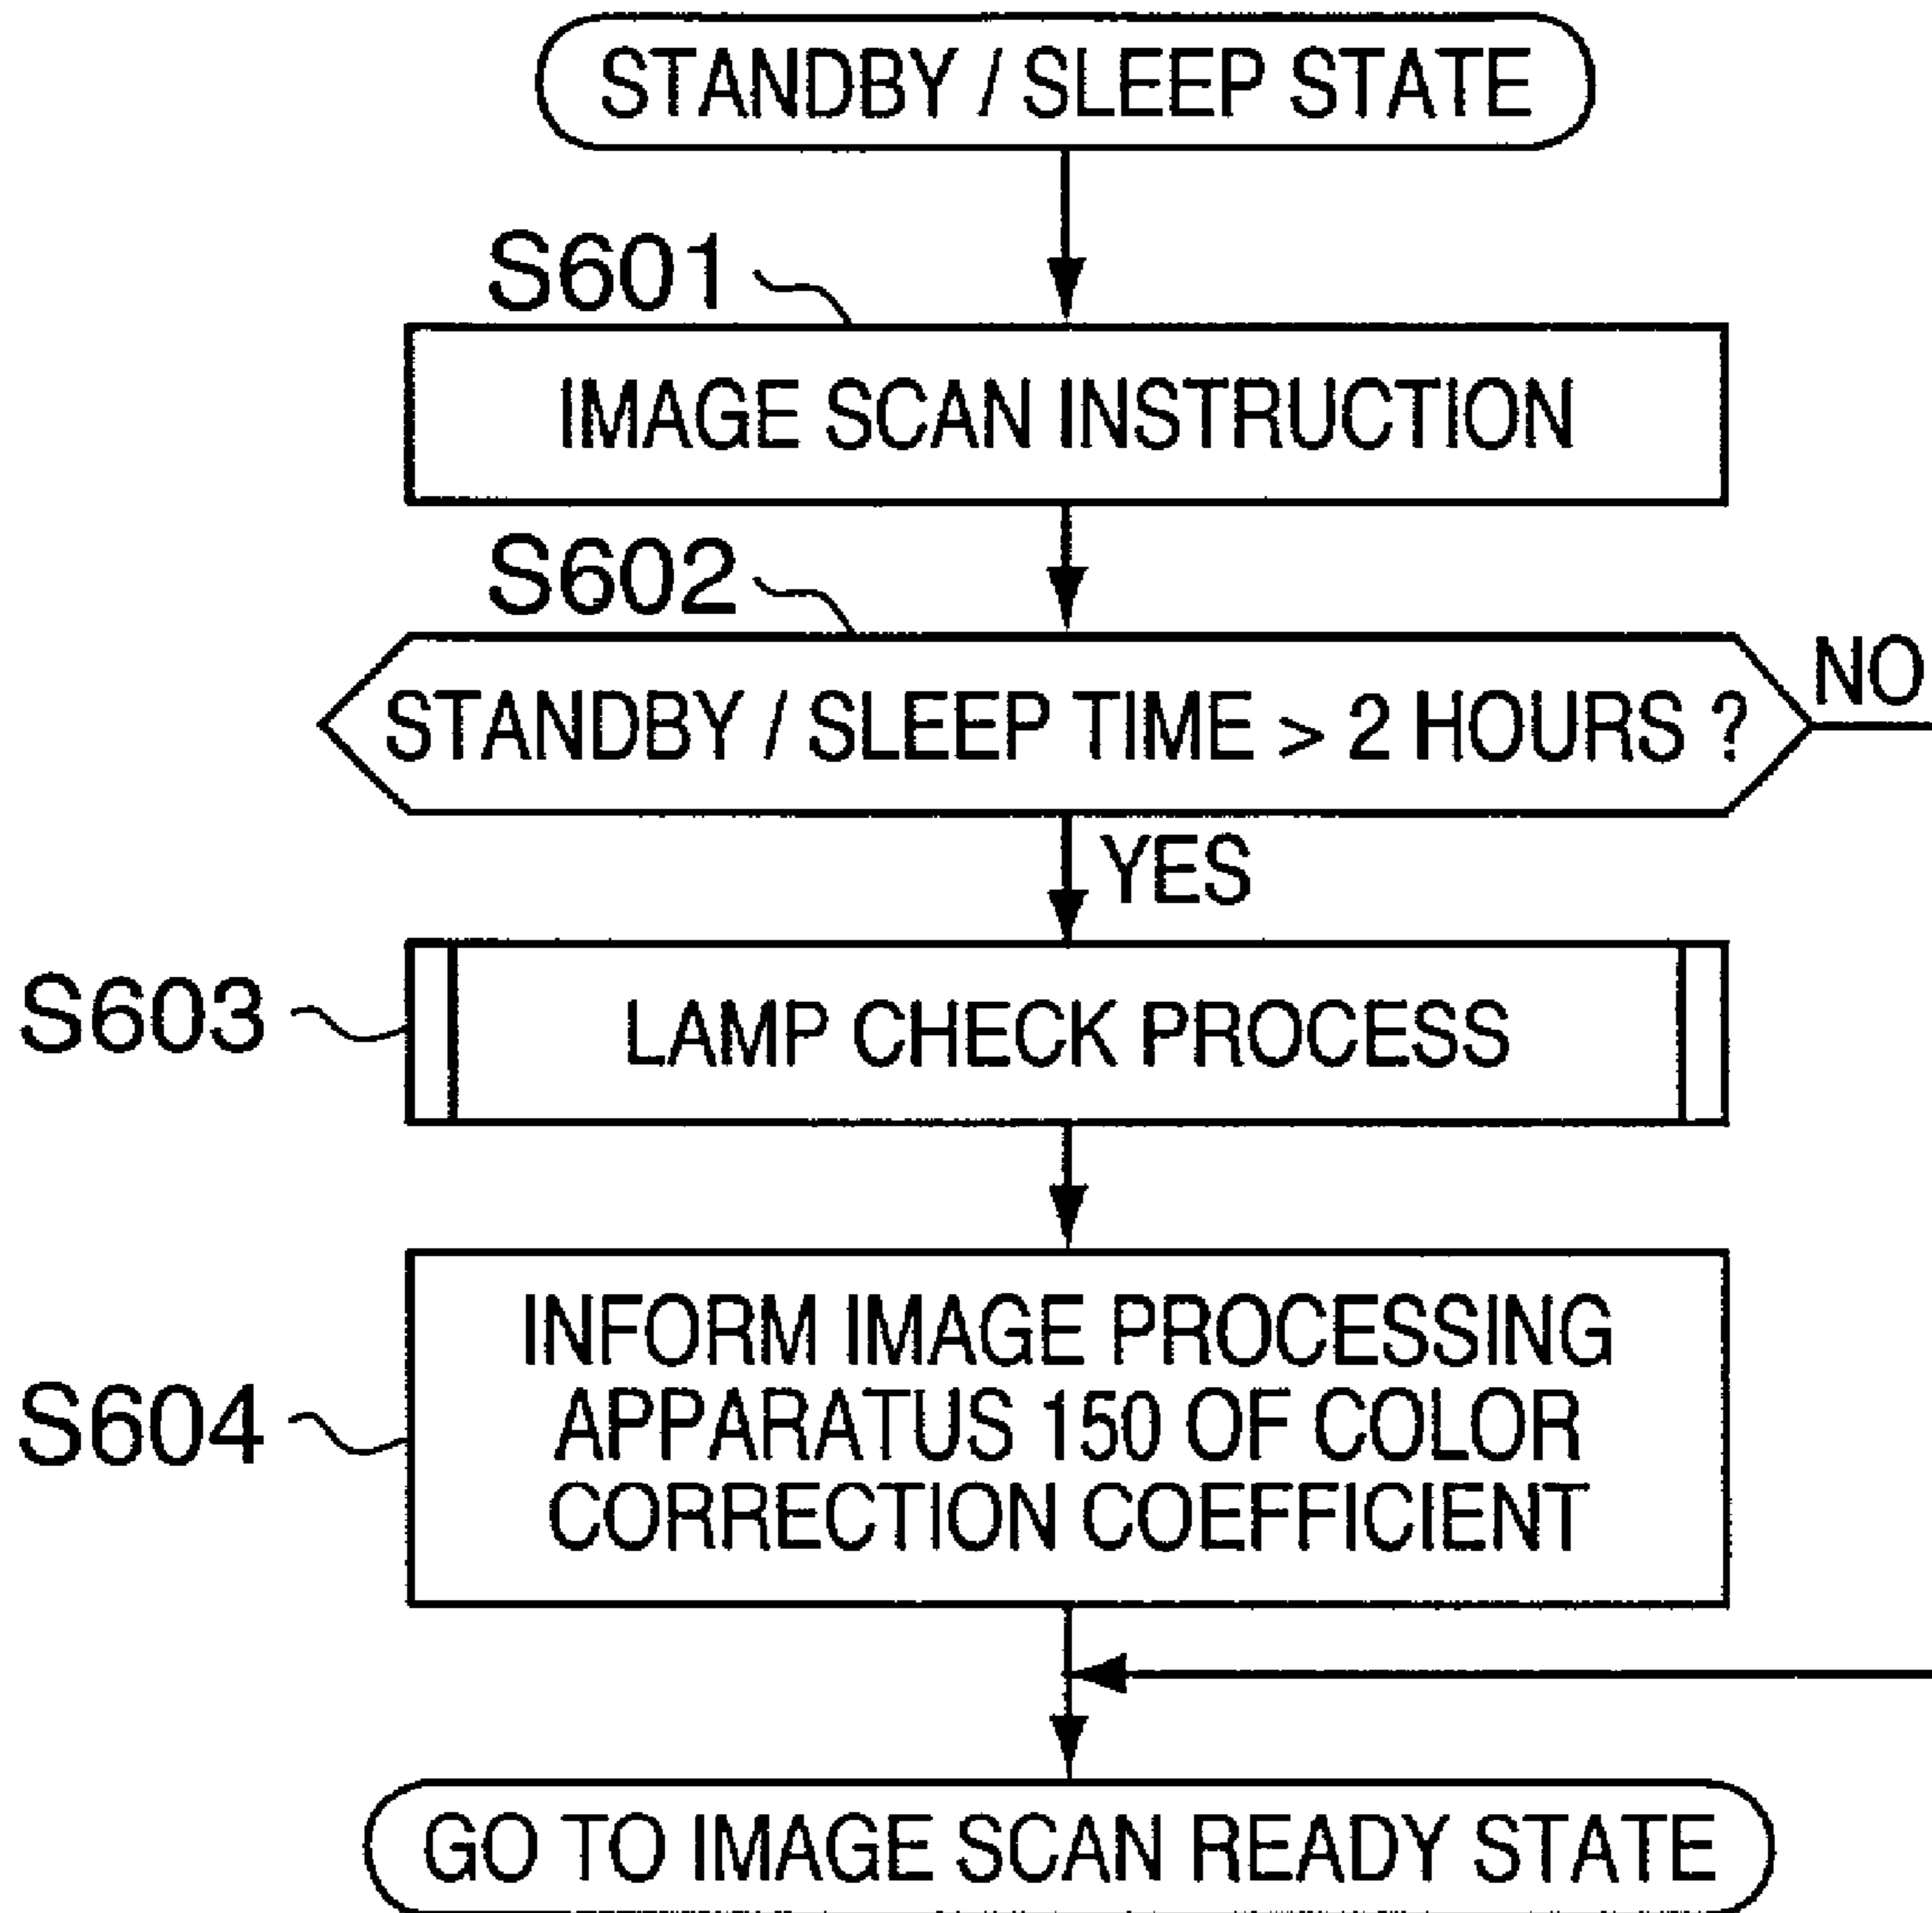 STANDBY / SLEEP STATE
S601
IMAGE SCAN INSTRUCTION
S602
STANDBY / SLEEP TIME > 2 HOURS ?
NO
YES
S603
LAMP CHECK PROCESS
S604
INFORM IMAGE PROCESSING
APPARATUS 150 OF COLOR
CORRECTION COEFFICIENT
GO TO IMAGE SCAN READY STATE